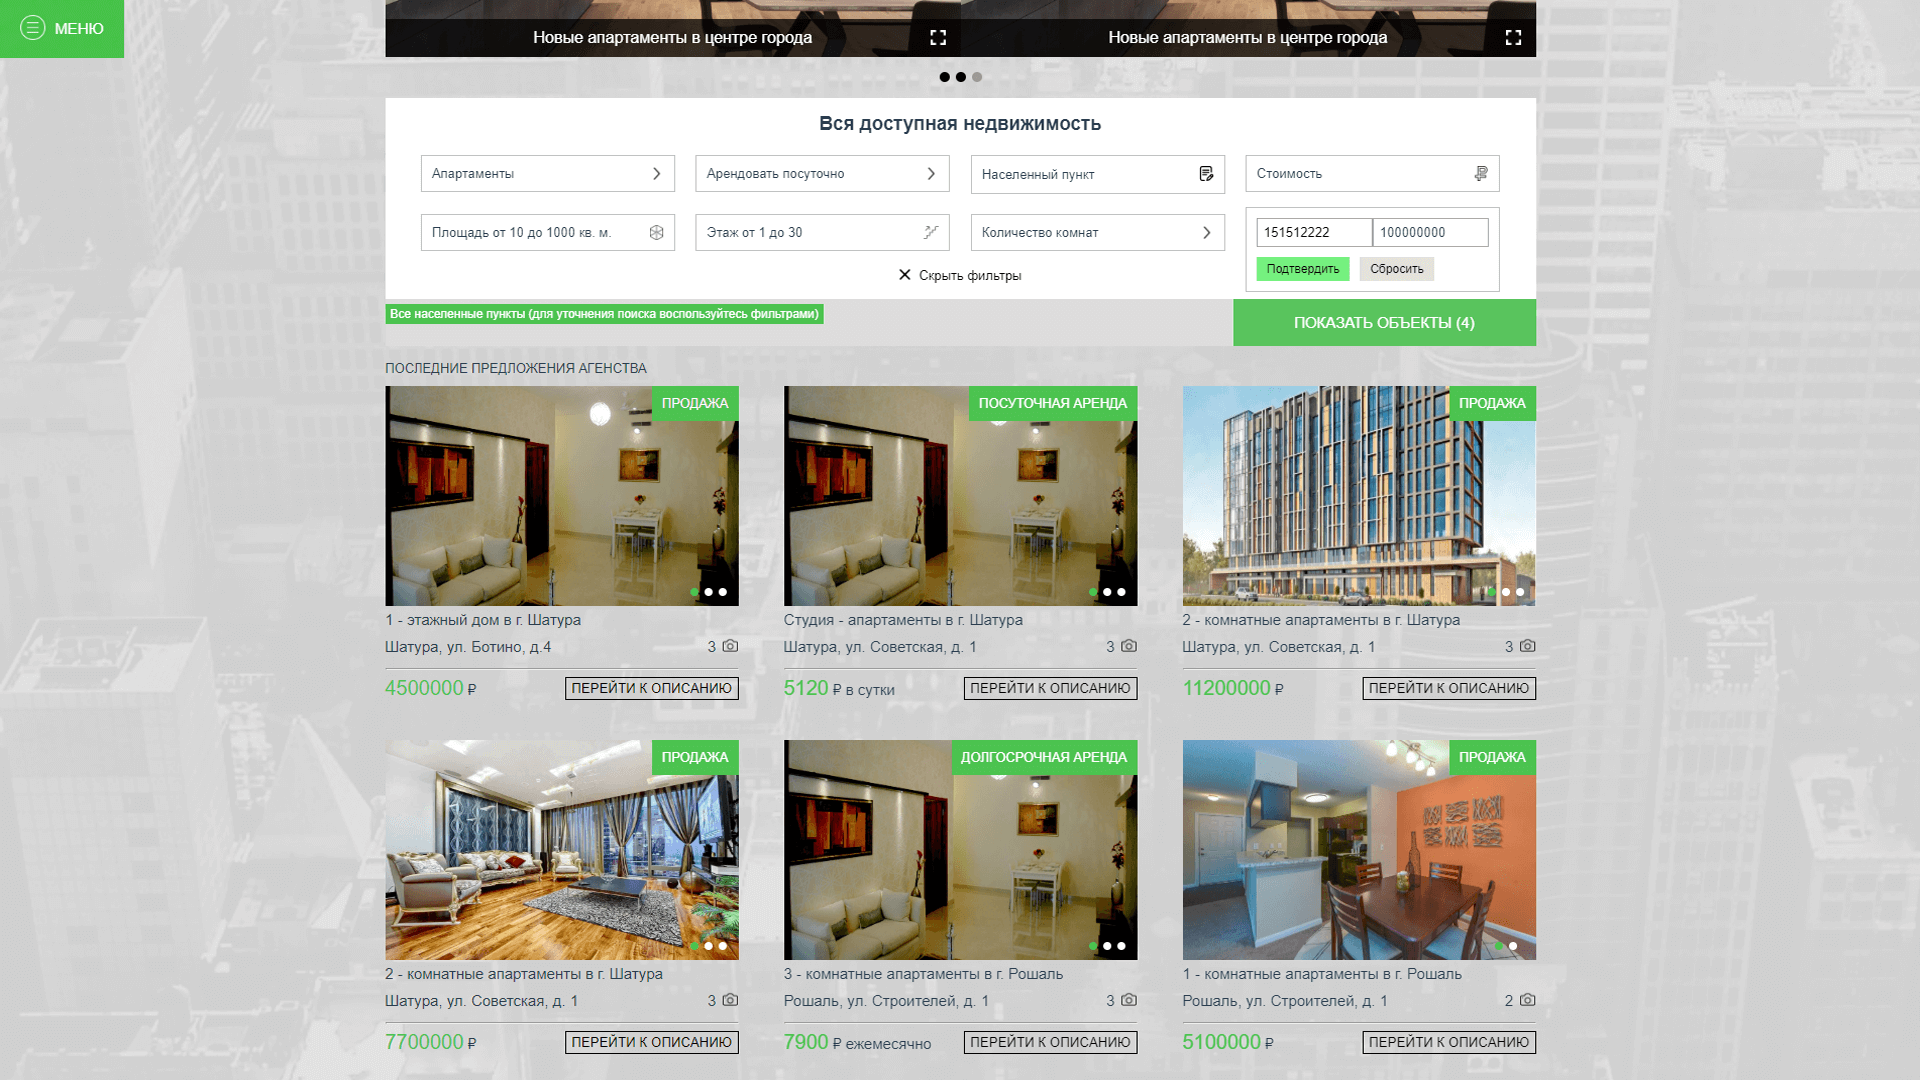 МЕНЮ
Новые апартаменты в центре города
Новые апартаменты в центре города
Вся доступная недвижимость
Апартаменты
Арендовать посуточно
Населенный пункт
Стоимость
Площадь от 10 до 1000 кв. м.
Этаж от 1 до 30
Количество комнат
151512222
100000000
Подтвердить
Сбросить
Скрыть фильтры
Все населенные пункты (для уточнения поиска воспользуйтесь фильтрами)
ПОКАЗАТЬ ОБЪЕКТЫ (4)
ПОСЛЕДНИЕ ПРЕДЛОЖЕНИЯ АГЕНСТВА
ПРОДАЖА
1 - этажный дом в г. Шатура
Шатура, ул. Ботино, д.4
3
4500000 ₽
ПЕРЕЙТИ К ОПИСАНИЮ
ПОСУТОЧНАЯ АРЕНДА
Студия - апартаменты в г. Шатура
Шатура, ул. Советская, д. 1
3
5120 ₽ в сутки
ПЕРЕЙТИ К ОПИСАНИЮ
ПРОДАЖА
2 - комнатные апартаменты в г. Шатура
Шатура, ул. Советская, д. 1
3
11200000 ₽
ПЕРЕЙТИ К ОПИСАНИЮ
ПРОДАЖА
2 - комнатные апартаменты в г. Шатура
Шатура, ул. Советская, д. 1
3
7700000 ₽
ПЕРЕЙТИ К ОПИСАНИЮ
ДОЛГОСРОЧНАЯ АРЕНДА
3 - комнатные апартаменты в г. Рошаль
Рошаль, ул. Строителей, д. 1
3
7900 ₽ ежемесячно
ПЕРЕЙТИ К ОПИСАНИЮ
ПРОДАЖА
1 - комнатные апартаменты в г. Рошаль
Рошаль, ул. Строителей, д. 1
2
5100000 ₽
ПЕРЕЙТИ К ОПИСАНИЮ